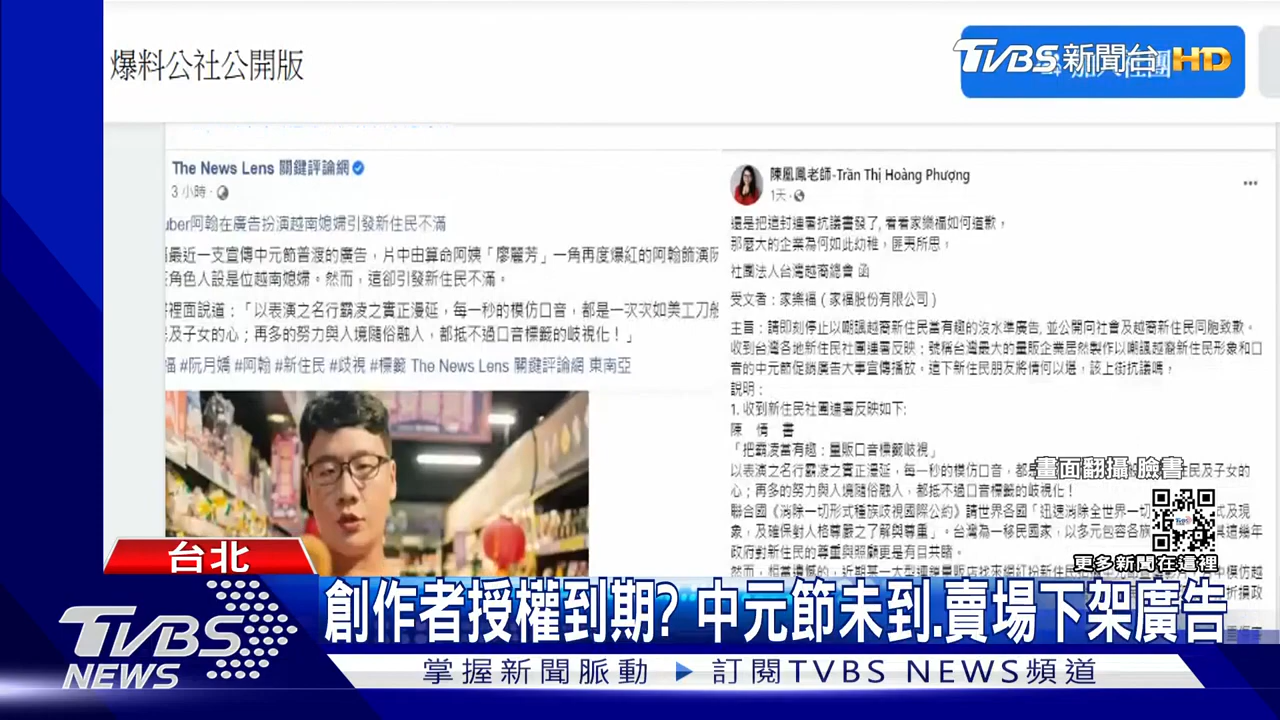 爆料公社公開版
TVBS新聞台 HD
The News Lens 關鍵評論網
3 小時
uber阿翰在廣告扮演越南媳婦引發新住民不滿
最近一支宣傳中元節普渡的廣告，片中由算命阿姨「廖麗芳」一角再度爆紅的阿翰飾演阮
角色人設是位越南媳婦。然而，這卻引發新住民不滿。
裡面說道：「以表演之名行霸凌之實正漫延，每一秒的模仿口音，都是一次次如美工刀般
及子女的心；再多的努力與入境隨俗融入，都抵不過口音標籤的歧視化！」
福 #阮月嬌 #阿翰 #新住民 #歧視 #標籤 The News Lens 關鍵評論網 東南亞
陳凰鳳老師-Trần Thị Hoàng Phượng
1天
還是把這封連署抗議書發了, 看看家樂福如何道歉，
那麼大的企業為何如此幼稚，匪夷所思。
社團法人台灣越裔總會 函
受文者：家樂福（家福股份有限公司）
主旨：請即刻停止以嘲諷越裔新住民當有趣的沒水準廣告, 並公開向社會及越裔新住民同胞致歉。
收到台灣各地新住民社團連署反映：號稱台灣最大的量販企業居然製作以嘲諷越裔新住民形象和口
音的中元節促銷廣告大事宣傳播放。這下新住民朋友將情何以堪，該上街抗議嗎，
說明：
1. 收到新住民社團連署反映如下:
陳 情 書
「把霸凌當有趣：量販口音標籤歧視」
以表演之名行霸凌之實正漫延，每一秒的模仿口音，都是
住民及子女的
心；再多的努力與入境隨俗融入，都抵不過口音標籤的歧視化！
聯合國《消除一切形式種族歧視國際公約》請世界各國「迅速消除全世界一切
式及現
象，及確保對人格尊嚴之了解與尊重」。台灣為一移民國家，以多元包容各族
這幾年
政府對新住民的尊重與照顧更是有目共睹。
畫面翻攝 臉書
更多新聞在這裡
台北
創作者授權到期? 中元節未到.賣場下架廣告
TVBS NEWS
掌握新聞脈動 ▶ 訂閱TVBS NEWS頻道